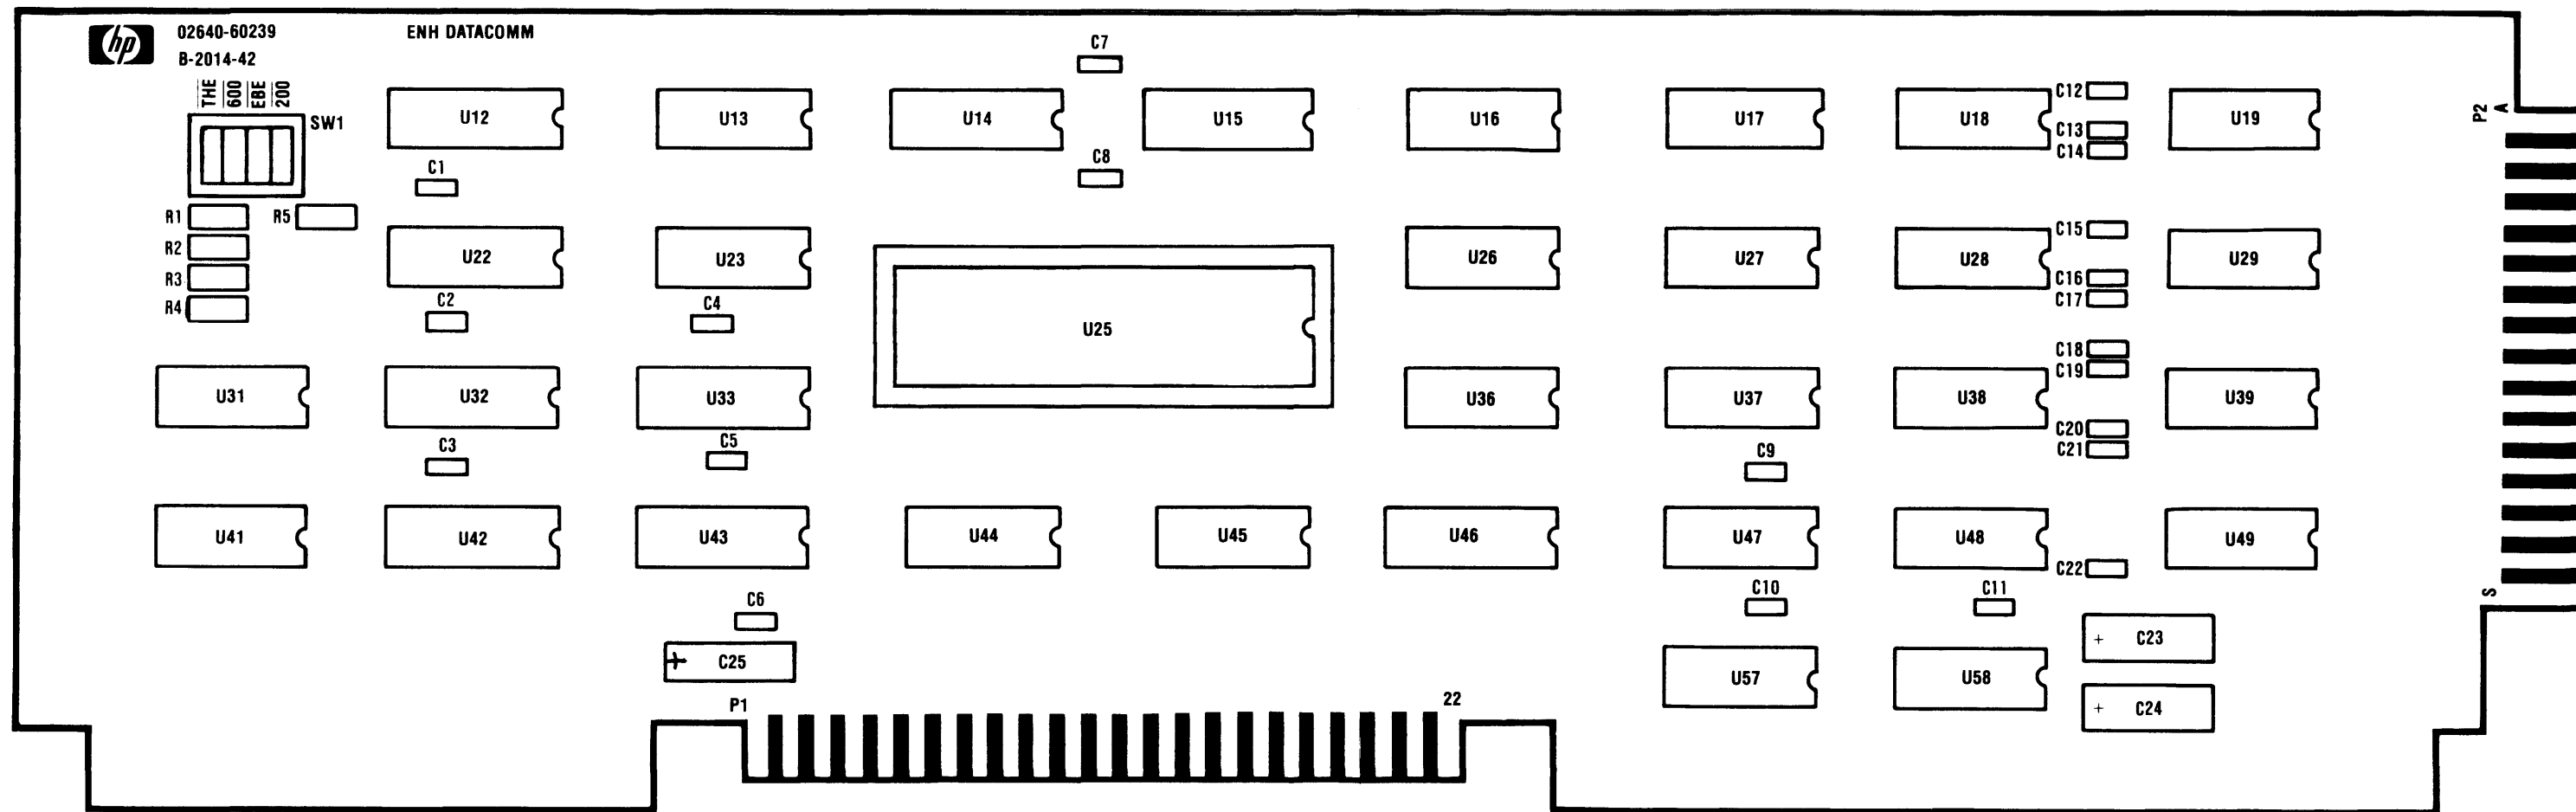 hp
02640-60239
ENH DATACOMM
B-2014-42
THE
600
EBE
200
SW1
C7
U12
U13
U14
U15
U16
U17
U18
C12
C13
C14
U19
P2
A
C1
C8
R1
R5
R2
R3
R4
U22
U23
U25
U26
U27
U28
C15
C16
C17
U29
C2
C4
C18
C19
U31
U32
U33
U36
U37
U38
U39
C20
C21
C3
C5
C9
U41
U42
U43
U44
U45
U46
U47
U48
U49
C22
C6
C10
C11
S
+ C25
+ C23
U57
U58
+ C24
P1
22